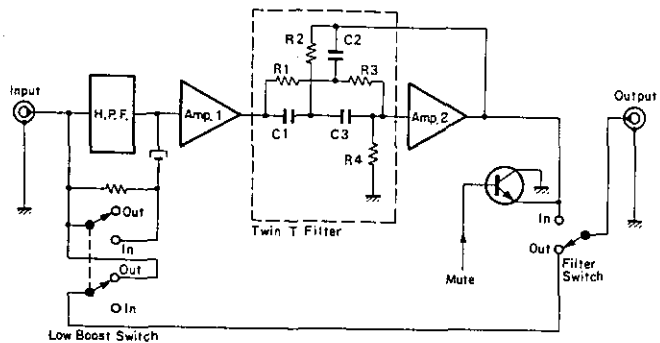 Input
H.P.F.
Amp. 1
R2
C2
R1
R3
C1
C3
R4
Twin T Filter
Amp. 2
Output
Out
In
Out
In
Low Boost Switch
Mute
In
Out
Filter
Switch